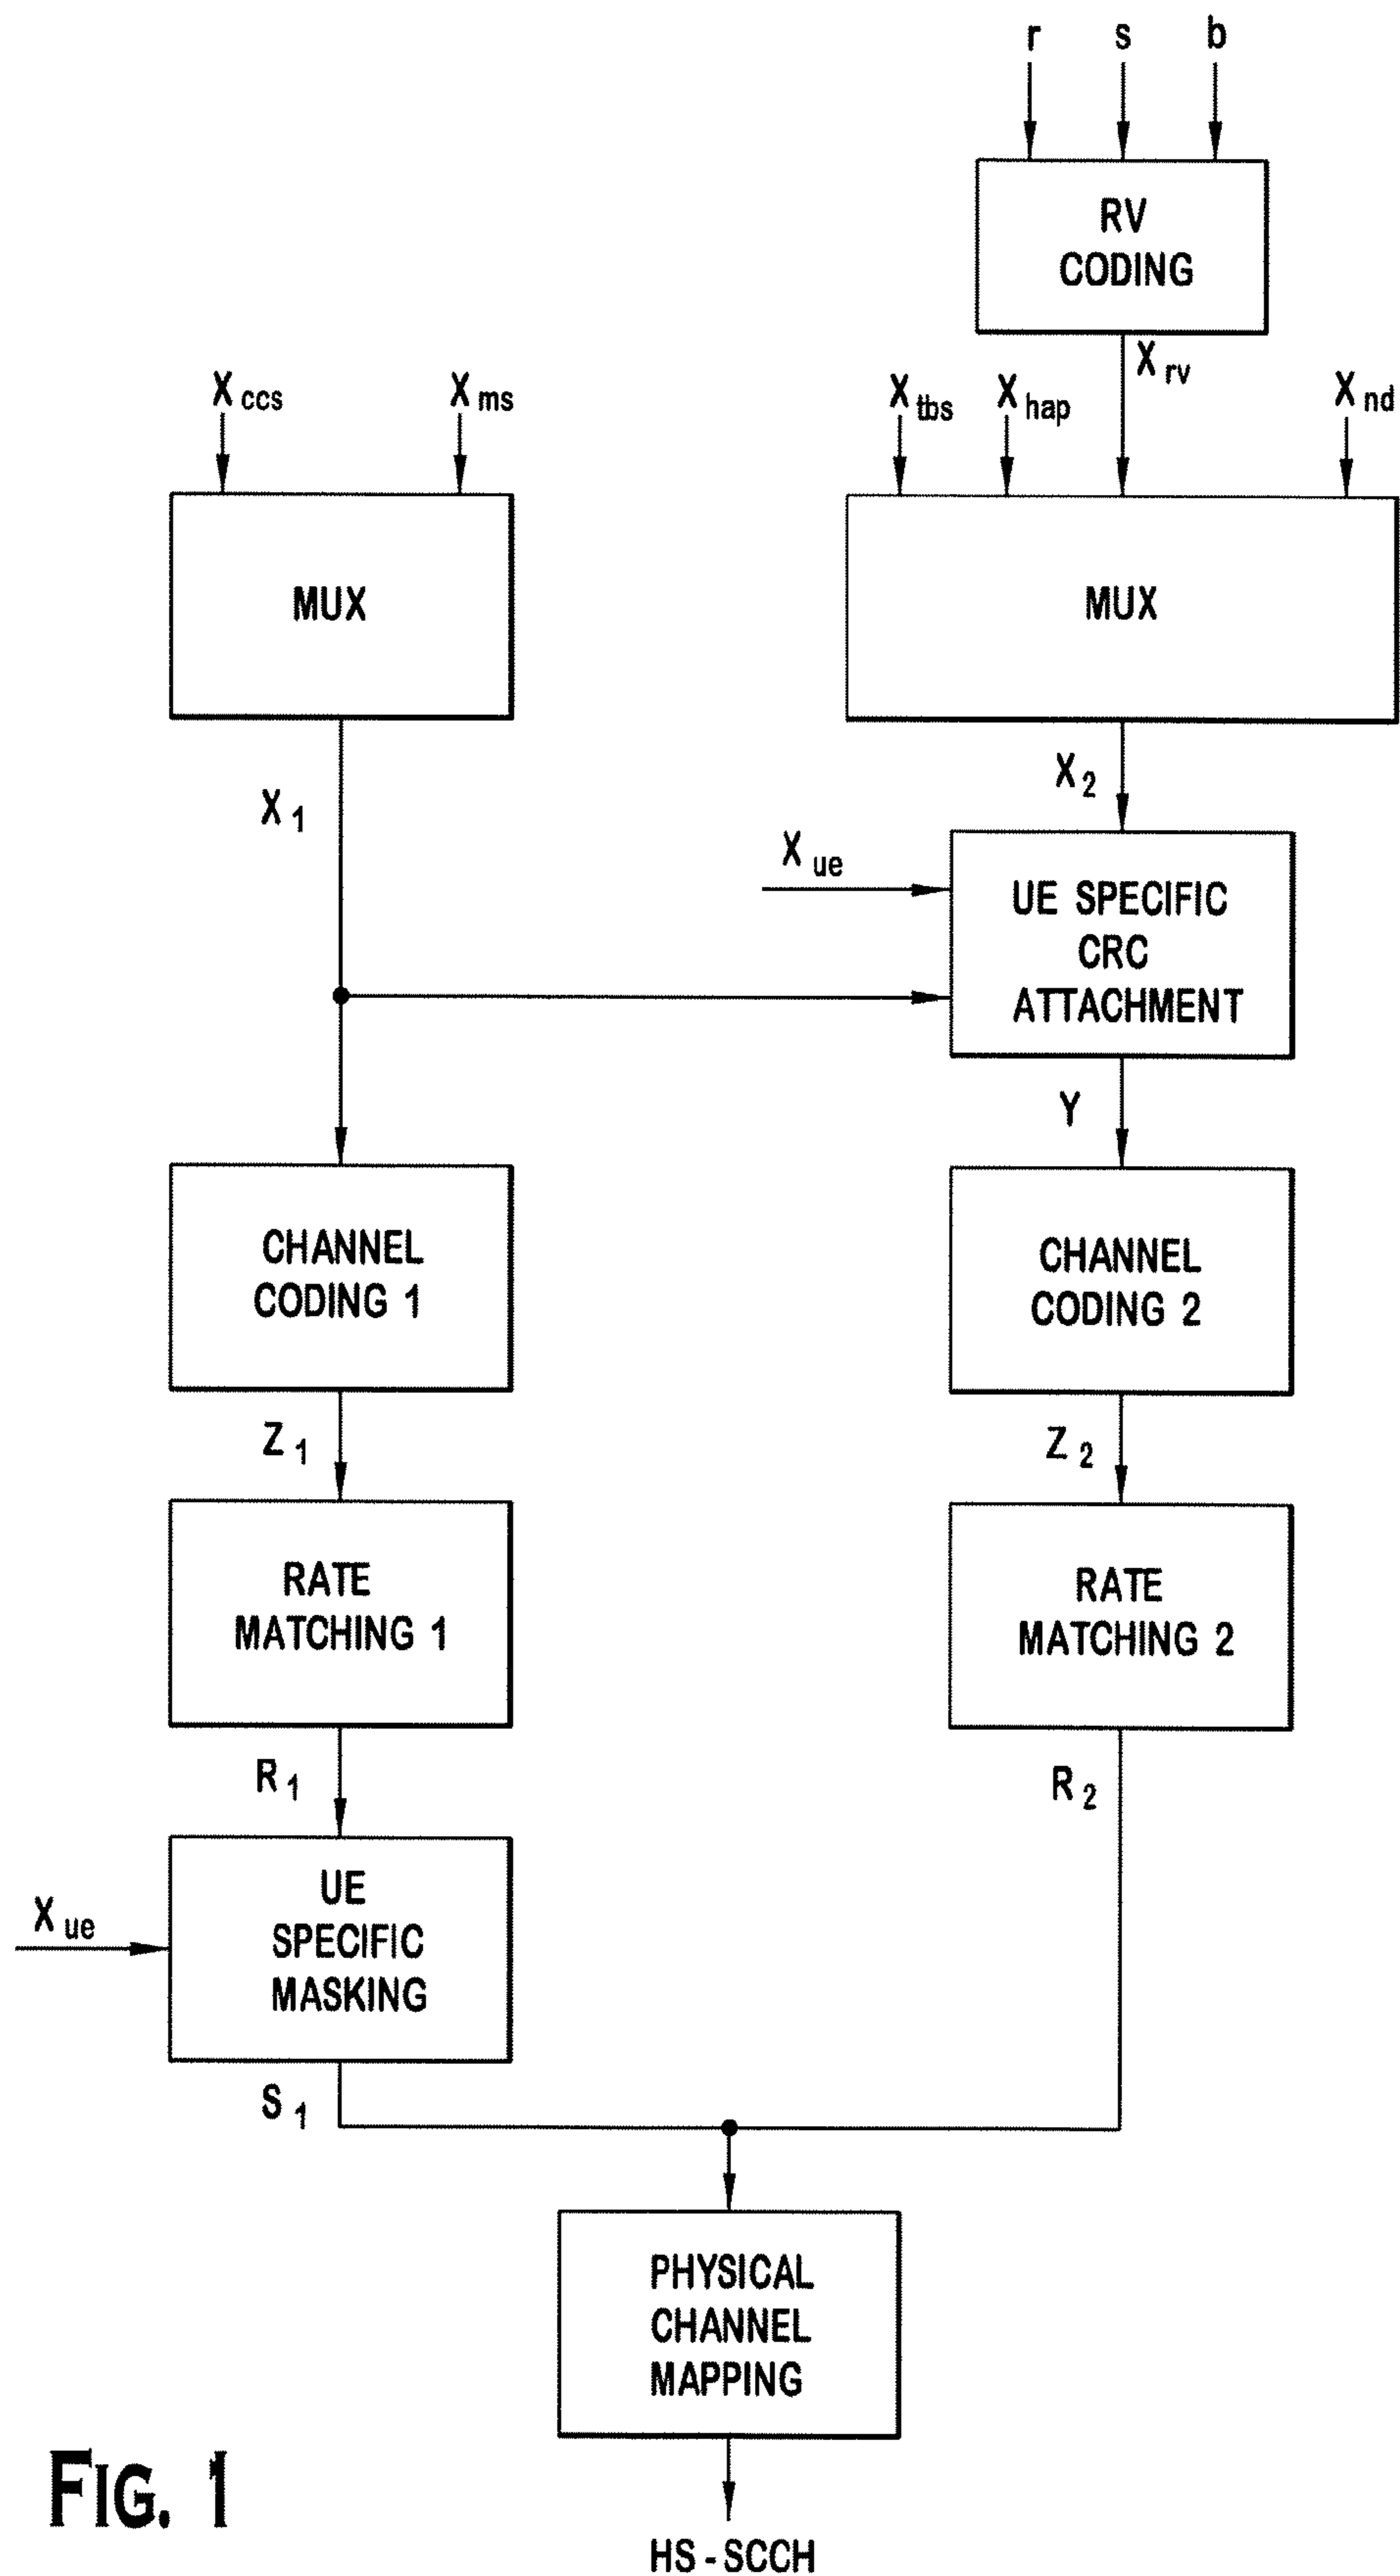 r s b
RV
CODING
X rv
X ccs X ms X tbs X hap X nd
MUX MUX
X 1
X 2
X ue
UE SPECIFIC
CRC
ATTACHMENT
Y
CHANNEL
CODING 1
CHANNEL
CODING 2
Z 1 Z 2
RATE
MATCHING 1
RATE
MATCHING 2
R 1 R 2
X ue
UE
SPECIFIC
MASKING
S 1
PHYSICAL
CHANNEL
MAPPING
HS - SCCH
FIG. 1